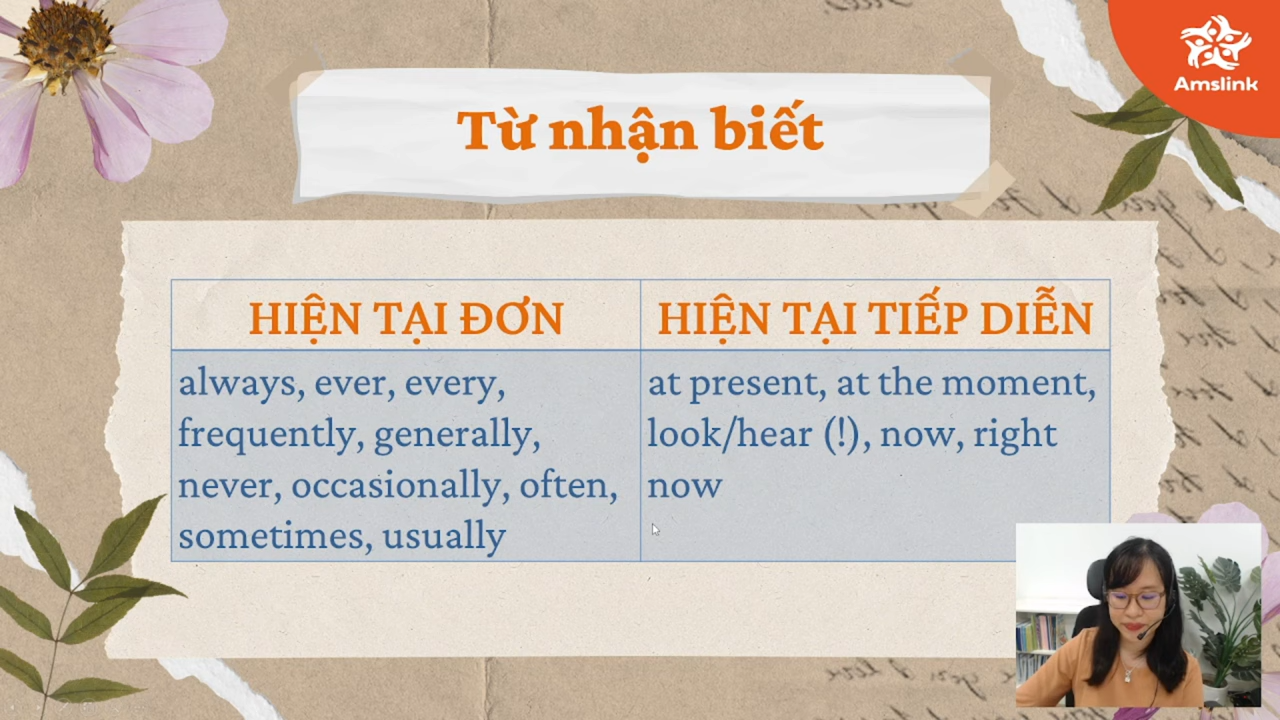 Amslink
Từ nhận biết
HIỆN TẠI ĐƠN
HIỆN TẠI TIẾP DIỄN
always, ever, every,
frequently, generally,
never, occasionally, often,
sometimes, usually
at present, at the moment,
look/hear (!), now, right
now